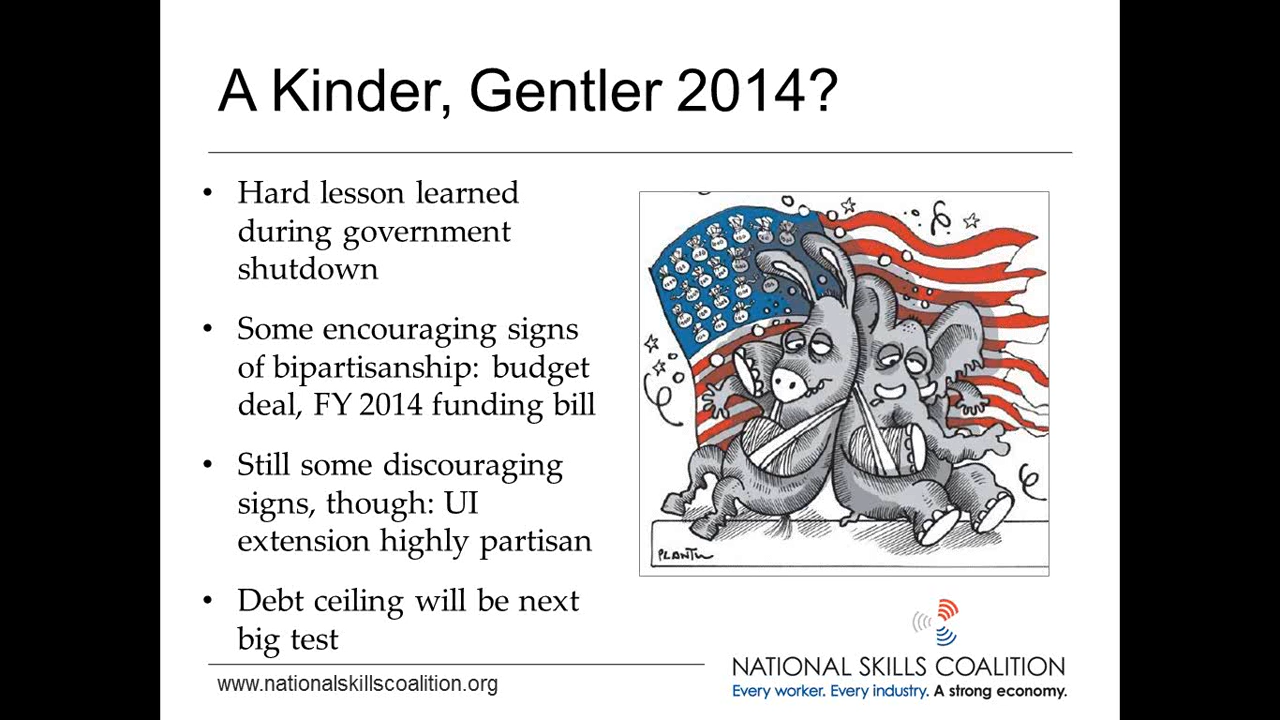 A Kinder, Gentler 2014?
• Hard lesson learned
during government
shutdown
• Some encouraging signs
of bipartisanship: budget
deal, FY 2014 funding bill
• Still some discouraging
signs, though: UI
extension highly partisan
• Debt ceiling will be next
big test
PLANTU
www.nationalskillscoalition.org
NATIONAL SKILLS COALITION
Every worker. Every industry. A strong economy.